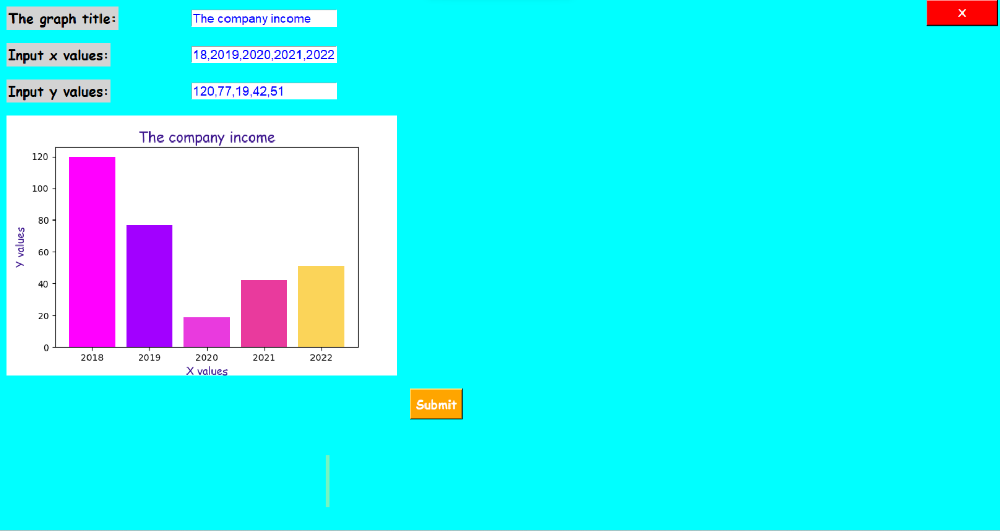 The graph title: The company income X
Input x values: 18,2019,2020,2021,2022
Input y values: 120,77,19,42,51
The company income
120
100
80
60
40
20
0
y values
2018 2019 2020 2021 2022
X values
Submit